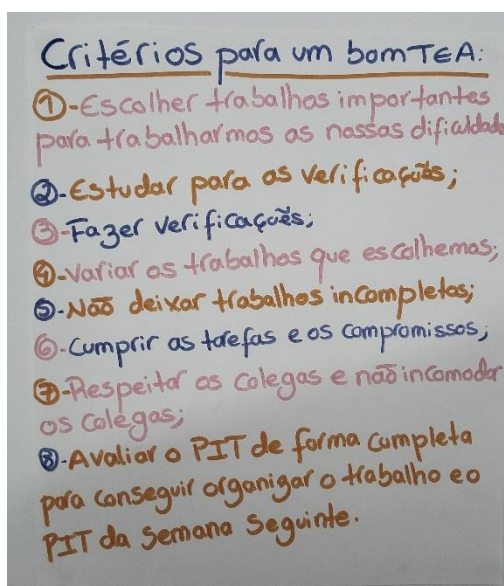 Critérios para um bom TEA:
①-Escolher trabalhos importantes
para trabalharmos as nossas dificuldade
②-Estudar para as verificações;
③-Fazer verificações;
④-Variar os trabalhos que escolhemos;
⑤-Não deixar trabalhos incompletos;
⑥-Cumprir as tarefas e os compromissos;
⑦-Respeitar os colegas e não incomodar
os colegas;
⑧-Avaliar o PIT de forma completa
para conseguir organizar o trabalho e o
PIT da semana seguinte.